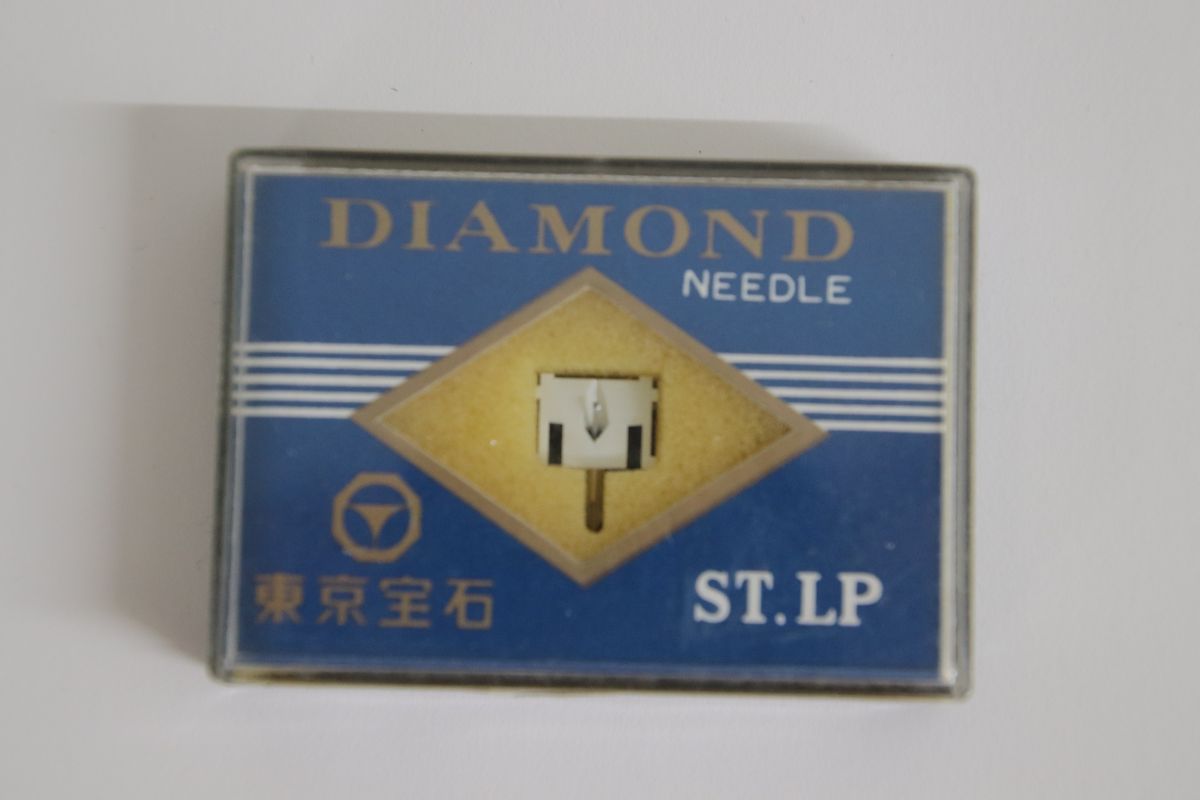 DIAMOND
NEEDLE
東京宝石
ST.LP